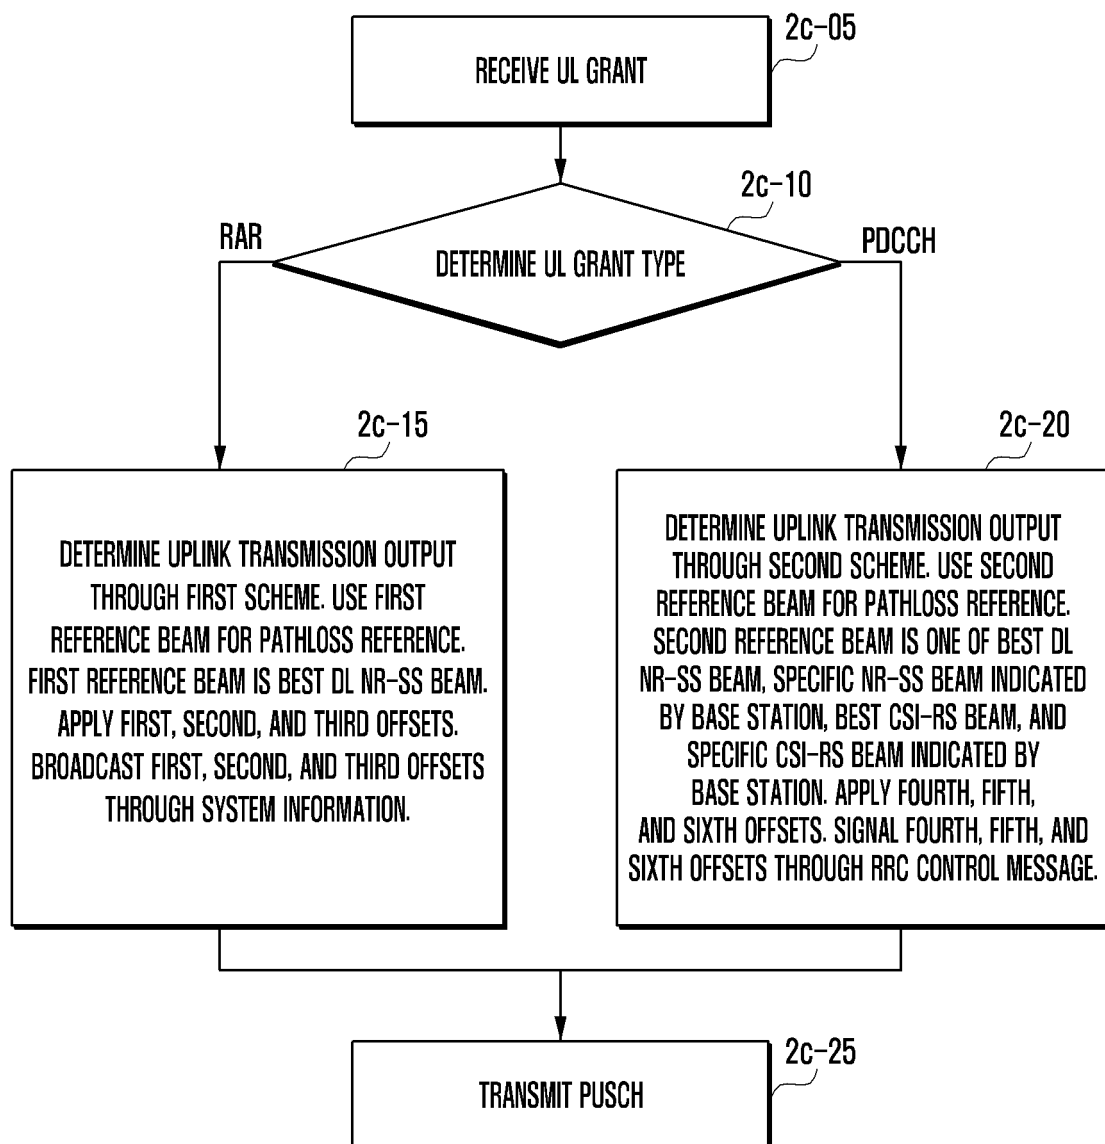 2c-05
RECEIVE UL GRANT
2c-10
RAR
PDCCH
DETERMINE UL GRANT TYPE
2c-15
DETERMINE UPLINK TRANSMISSION OUTPUT
THROUGH FIRST SCHEME. USE FIRST
REFERENCE BEAM FOR PATHLOSS REFERENCE.
FIRST REFERENCE BEAM IS BEST DL NR-SS BEAM.
APPLY FIRST, SECOND, AND THIRD OFFSETS.
BROADCAST FIRST, SECOND, AND THIRD OFFSETS
THROUGH SYSTEM INFORMATION.
2c-20
DETERMINE UPLINK TRANSMISSION OUTPUT
THROUGH SECOND SCHEME. USE SECOND
REFERENCE BEAM FOR PATHLOSS REFERENCE.
SECOND REFERENCE BEAM IS ONE OF BEST DL
NR-SS BEAM, SPECIFIC NR-SS BEAM INDICATED
BY BASE STATION, BEST CSI-RS BEAM, AND
SPECIFIC CSI-RS BEAM INDICATED BY
BASE STATION. APPLY FOURTH, FIFTH,
AND SIXTH OFFSETS. SIGNAL FOURTH, FIFTH, AND
SIXTH OFFSETS THROUGH RRC CONTROL MESSAGE.
2c-25
TRANSMIT PUSCH